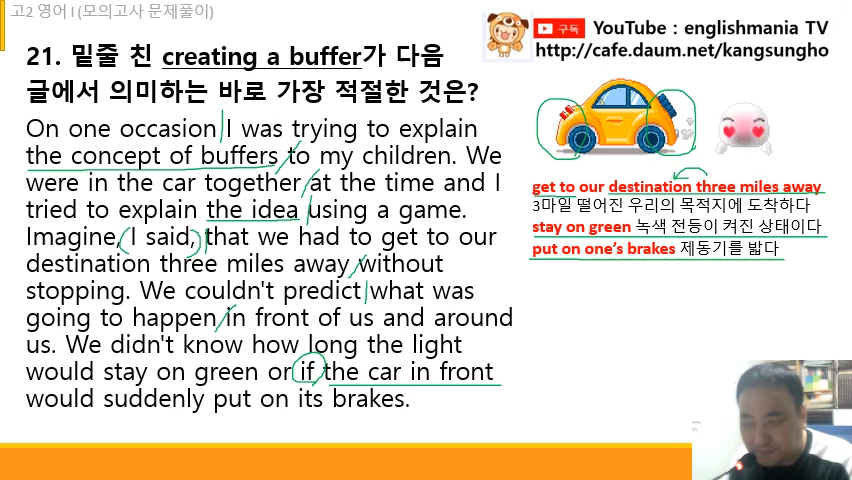 고2 영어 I (모의고사 문제풀이)
구독 YouTube : englishmania TV
http://cafe.daum.net/kangsungho
21. 밑줄 친 creating a buffer가 다음
글에서 의미하는 바로 가장 적절한 것은?
On one occasion I was trying to explain
the concept of buffers to my children. We
were in the car together at the time and I
tried to explain the idea using a game.
Imagine, I said, that we had to get to our
destination three miles away without
stopping. We couldn't predict what was
going to happen in front of us and around
us. We didn't know how long the light
would stay on green or if the car in front
would suddenly put on its brakes.
get to our destination three miles away
3마일 떨어진 우리의 목적지에 도착하다
stay on green 녹색 전등이 켜진 상태이다
put on one's brakes 제동기를 밟다